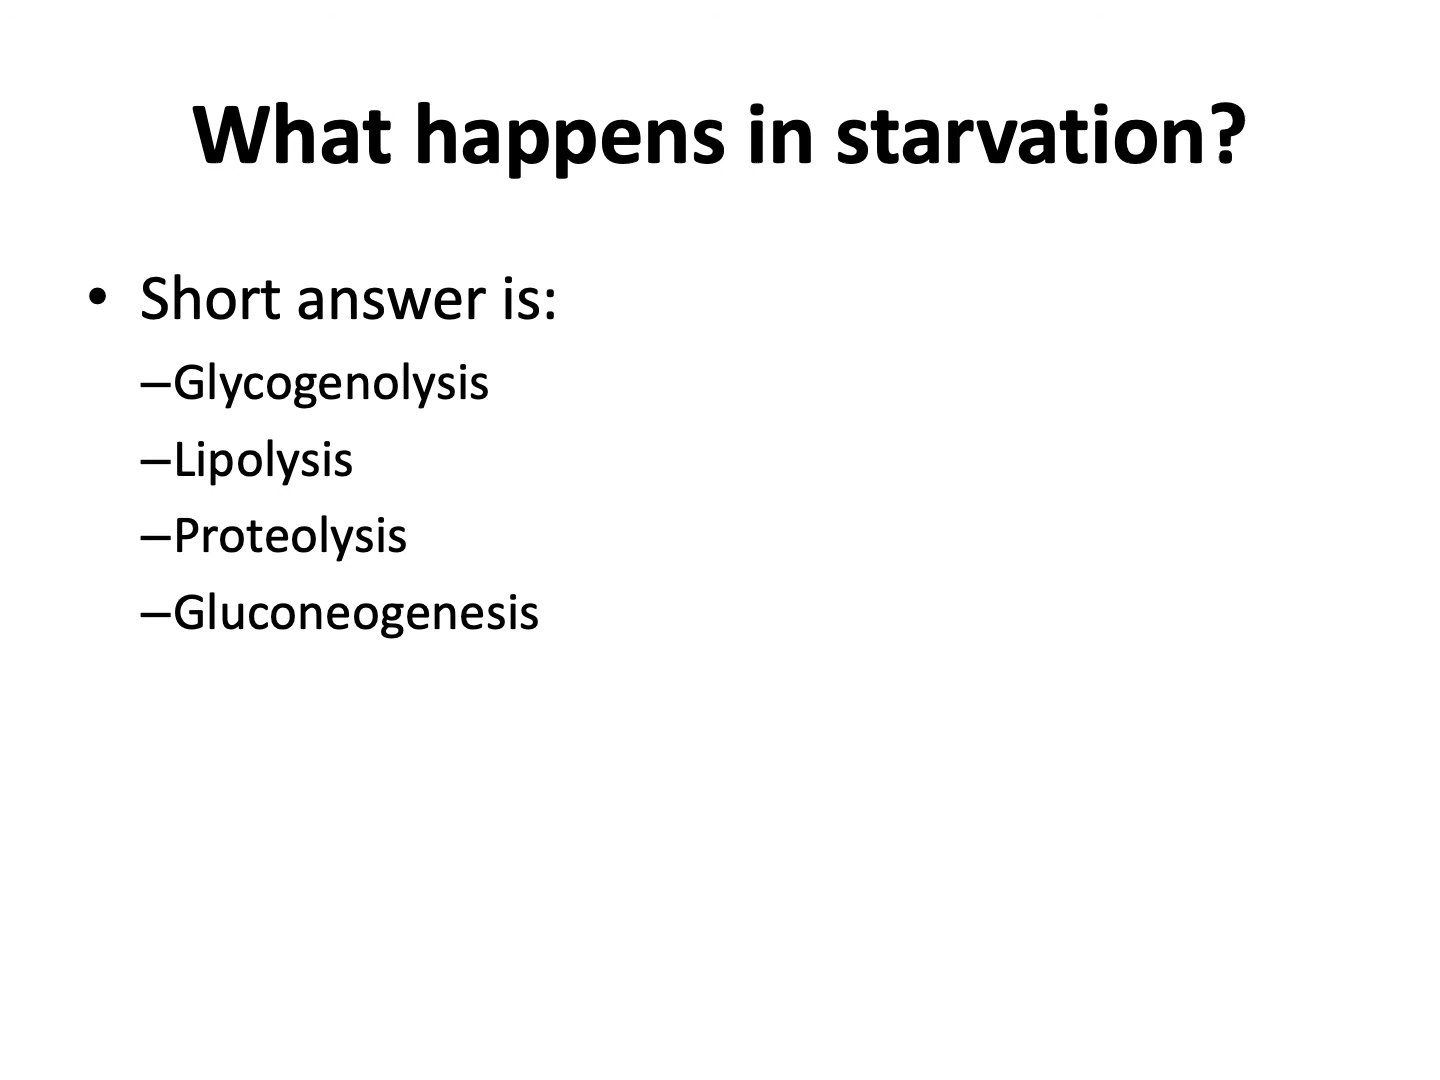 What happens in starvation?
• Short answer is:
–Glycogenolysis
–Lipolysis
–Proteolysis
–Gluconeogenesis